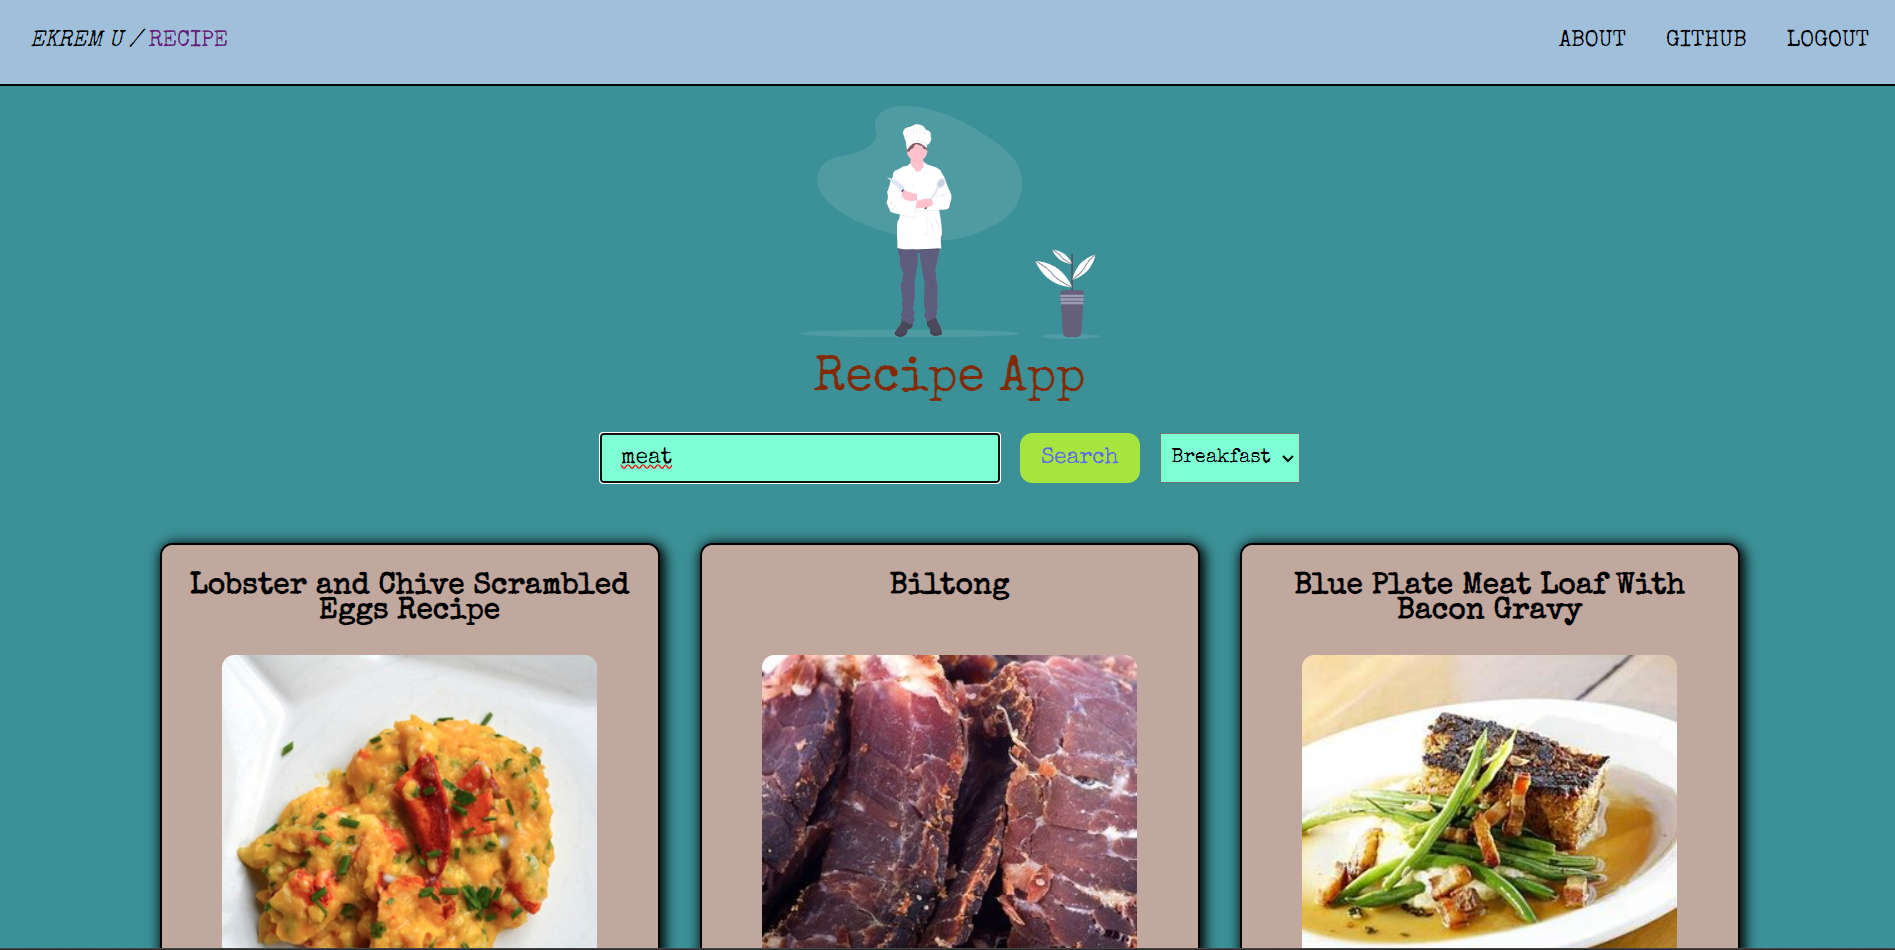 EKREM U / RECIPE
ABOUT GITHUB LOGOUT
Recipe App
meat
Search
Breakfast
Lobster and Chive Scrambled
Eggs Recipe
Biltong
Blue Plate Meat Loaf With
Bacon Gravy